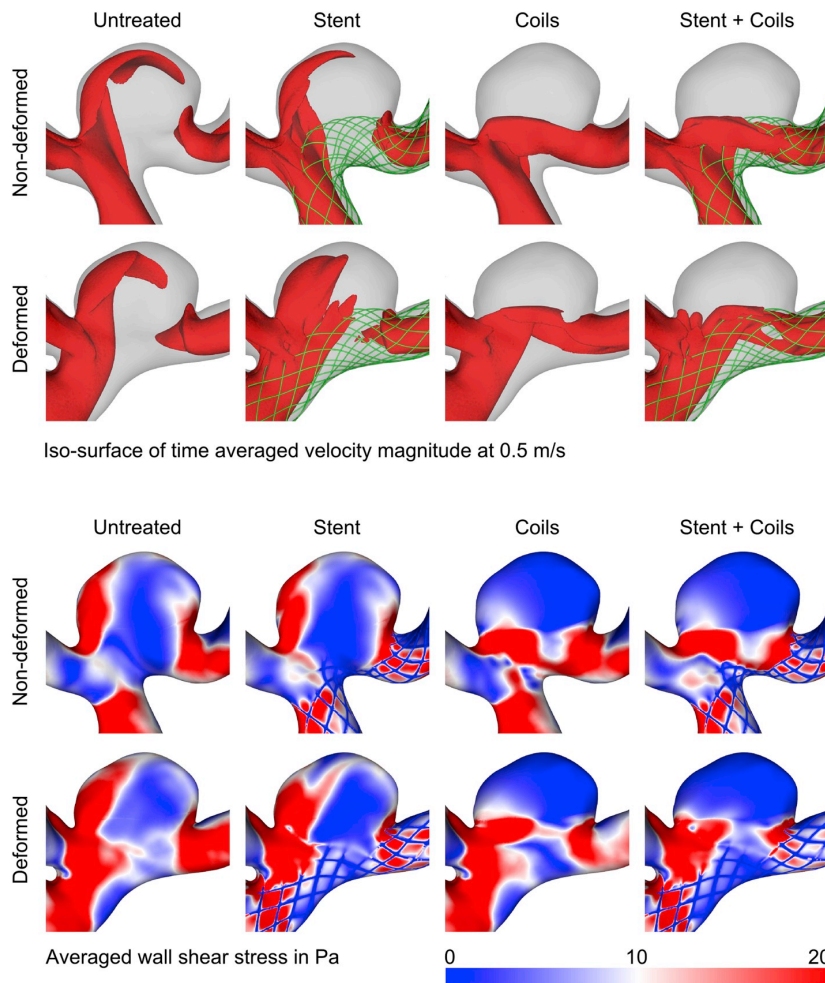 Untreated Stent Coils Stent + Coils
Non-deformed
Deformed
Iso-surface of time averaged velocity magnitude at 0.5 m/s
Untreated Stent Coils Stent + Coils
Non-deformed
Deformed
Averaged wall shear stress in Pa
0 10 20